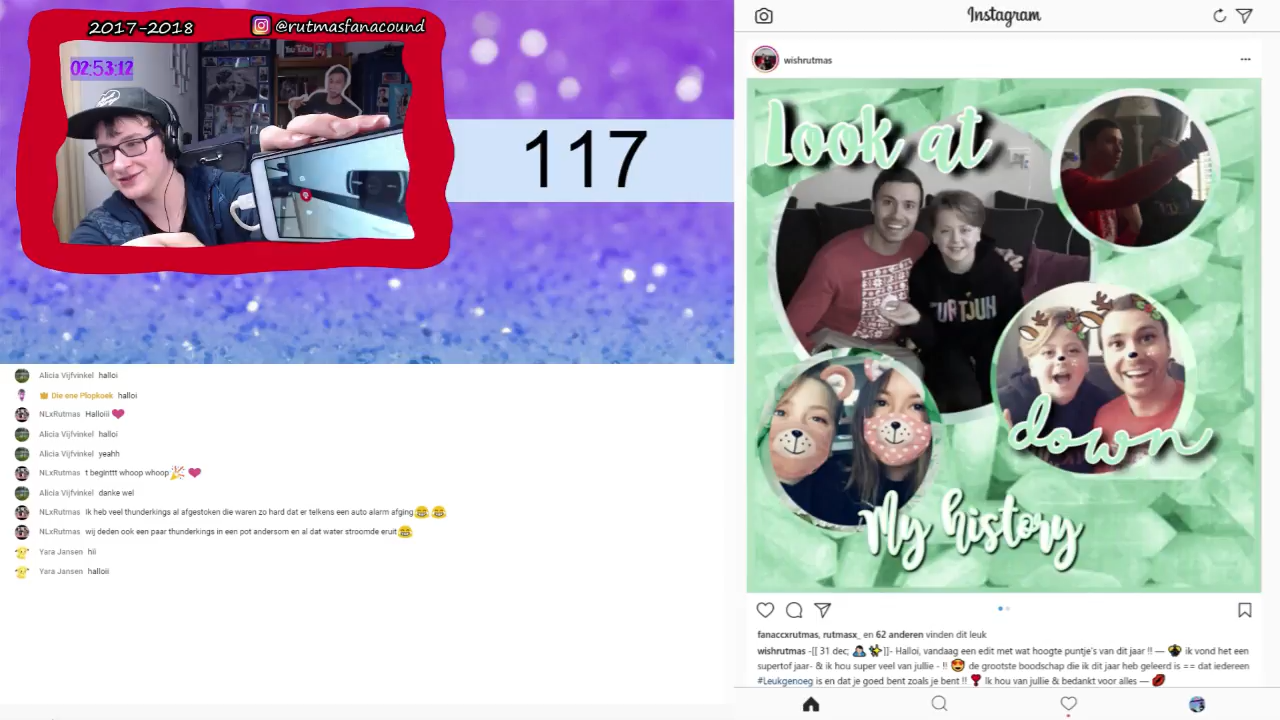 2017-2018
@rutmasfanacound
02:53:12
117
Alicia Vijfvinkel halloi
Die ene Plopkoek halloi
NLxRutmas Halloiii ❤
Alicia Vijfvinkel halloi
Alicia Vijfvinkel yeahh
NLxRutmas t beginttt whoop whoop🎉 ❤
Alicia Vijfvinkel danke wel
NLxRutmas Ik heb veel thunderkings al afgestoken die waren zo hard dat er telkens een auto alarm afging😂 😂
NLxRutmas wij deden ook een paar thunderkings in een pot andersom en al dat water stroomde eruit😂
Yara Jansen hii
Yara Jansen halloii
Instagram
wishrutmas
Look at
down
My history
fanaccxrutmas, rutmasx_ en 62 anderen vinden dit leuk
wishrutmas -[[ 31 dec; ]]- Halloi, vandaag een edit met wat hoogte puntje's van dit jaar !! — ik vond het een
supertof jaar- & ik hou super veel van jullie - !! 😍 de grootste boodschap die ik dit jaar heb geleerd is == dat iedereen
#Leukgenoeg is en dat je goed bent zoals je bent !! Ik hou van jullie & bedankt voor alles — 💋